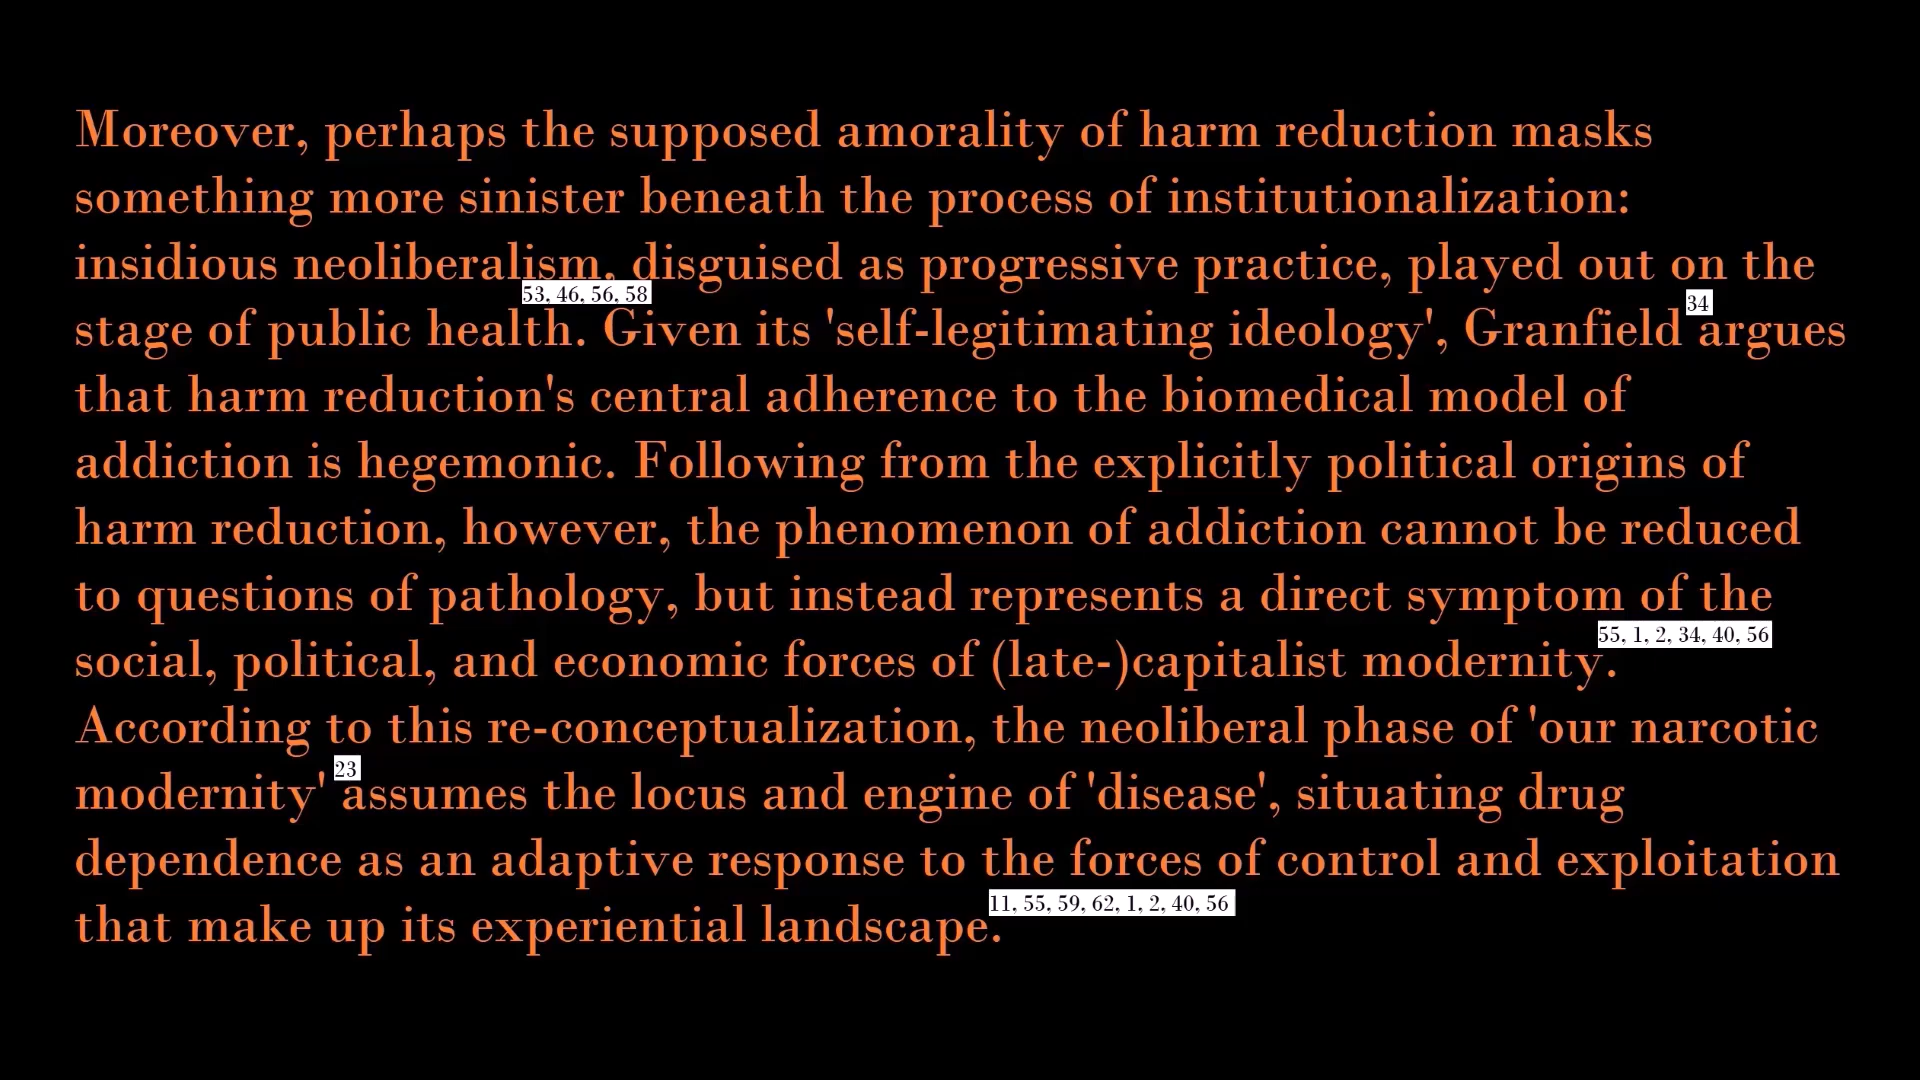 Moreover, perhaps the supposed amorality of harm reduction masks
something more sinister beneath the process of institutionalization:
insidious neoliberalism, disguised as progressive practice, played out on the
stage of public health.53, 46, 56, 58 Given its 'self-legitimating ideology', Granfield34 argues
that harm reduction's central adherence to the biomedical model of
addiction is hegemonic. Following from the explicitly political origins of
harm reduction, however, the phenomenon of addiction cannot be reduced
to questions of pathology, but instead represents a direct symptom of the
social, political, and economic forces of (late-)capitalist modernity.55, 1, 2, 34, 40, 56
According to this re-conceptualization, the neoliberal phase of 'our narcotic
modernity'23 assumes the locus and engine of 'disease', situating drug
dependence as an adaptive response to the forces of control and exploitation
that make up its experiential landscape.11, 55, 59, 62, 1, 2, 40, 56